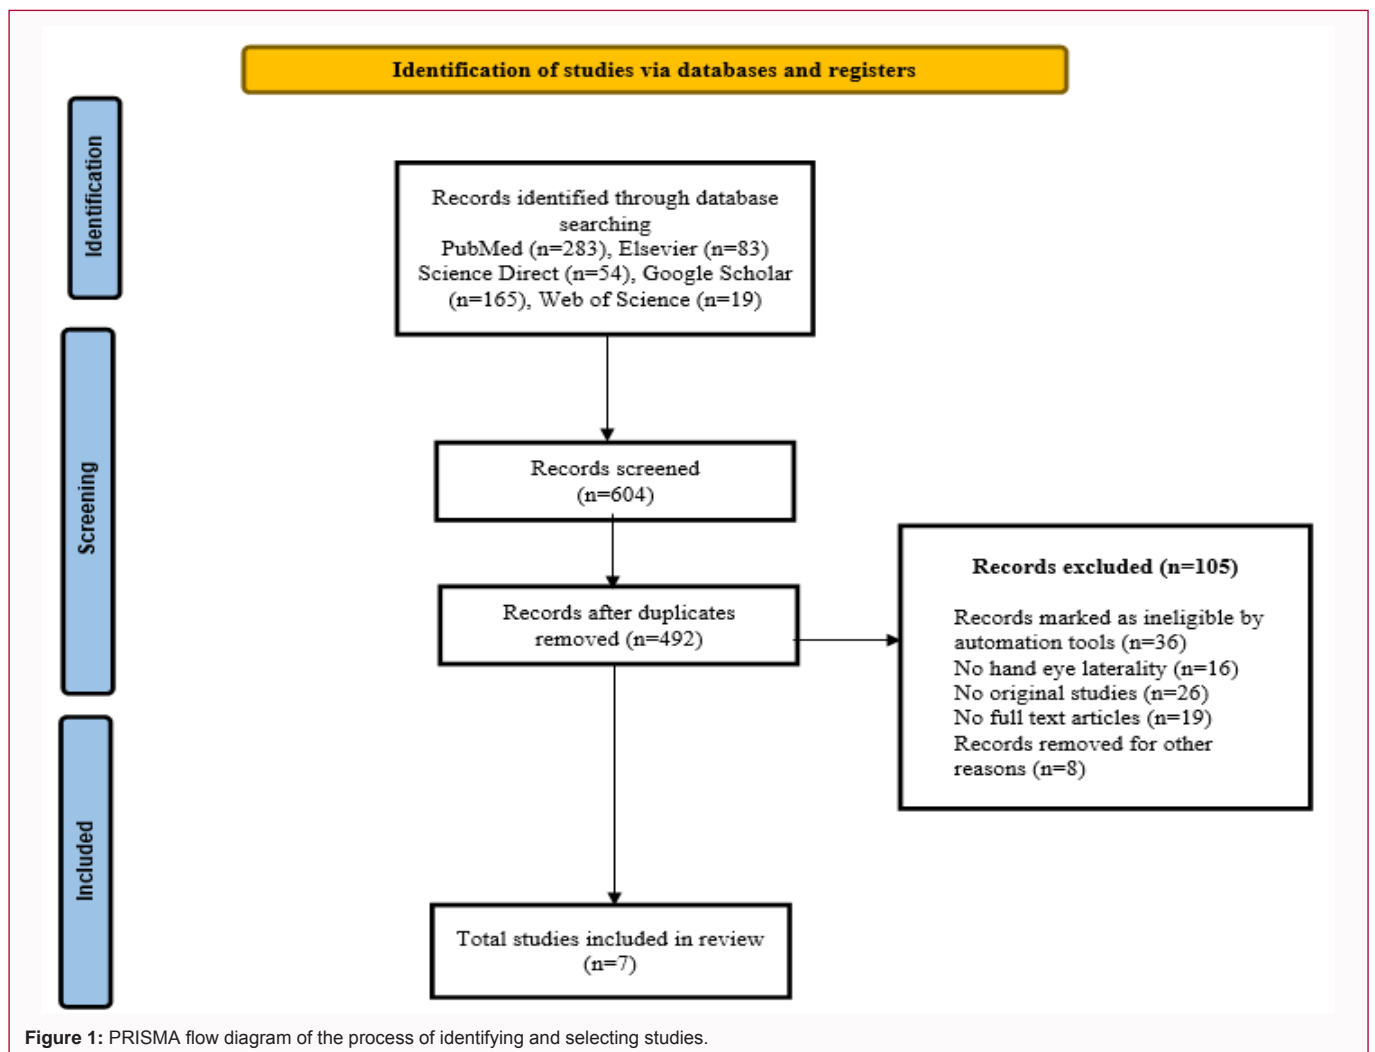 Identification of studies via databases and registers
Identification
Records identified through database
searching
PubMed (n=283), Elsevier (n=83)
Science Direct (n=54), Google Scholar
(n=165), Web of Science (n=19)
Screening
Records screened
(n=604)
Records after duplicates
removed (n=492)
Records excluded (n=105)
Records marked as ineligible by
automation tools (n=36)
No hand eye laterality (n=16)
No original studies (n=26)
No full text articles (n=19)
Records removed for other
reasons (n=8)
Included
Total studies included in review
(n=7)
Figure 1: PRISMA flow diagram of the process of identifying and selecting studies.